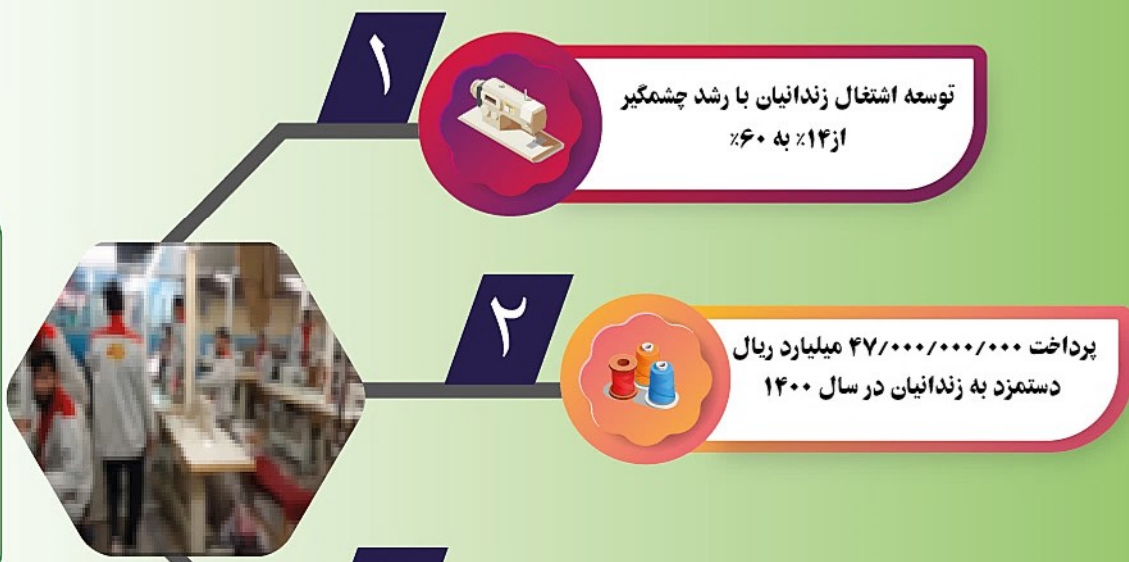 ۱
توسعه اشتغال زندانیان با رشد چشمگیر
از۱۴٪ به ۶۰٪
۲
پرداخت ۴۷/۰۰۰/۰۰۰/۰۰۰ میلیارد ریال
دستمزد به زندانیان در سال ۱۴۰۰